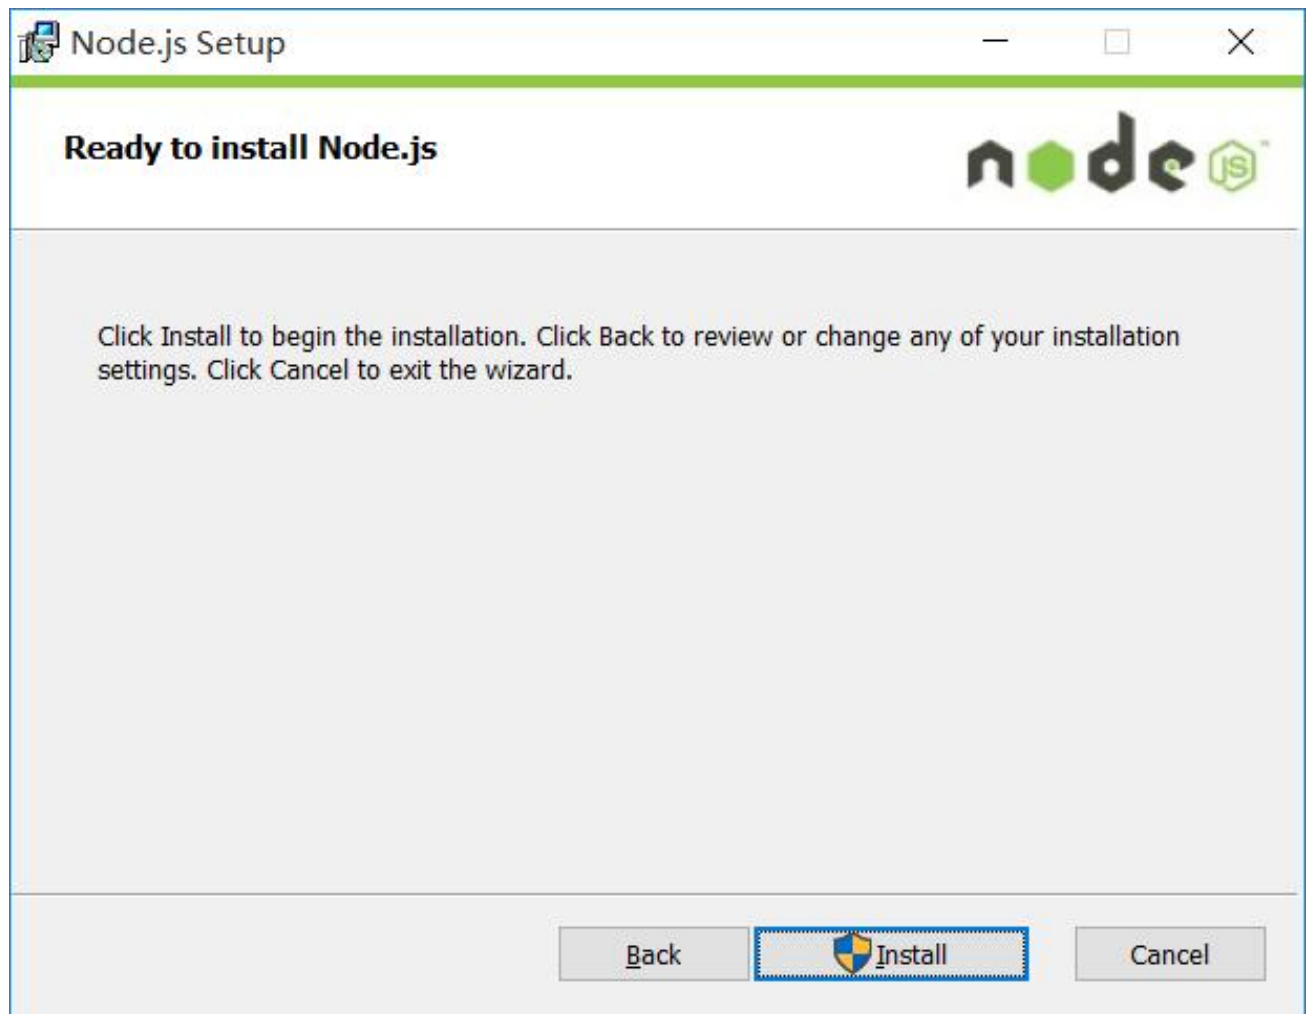 Node.js Setup
Ready to install Node.js
node JS™
Click Install to begin the installation. Click Back to review or change any of your installation
settings. Click Cancel to exit the wizard.
Back
Install
Cancel